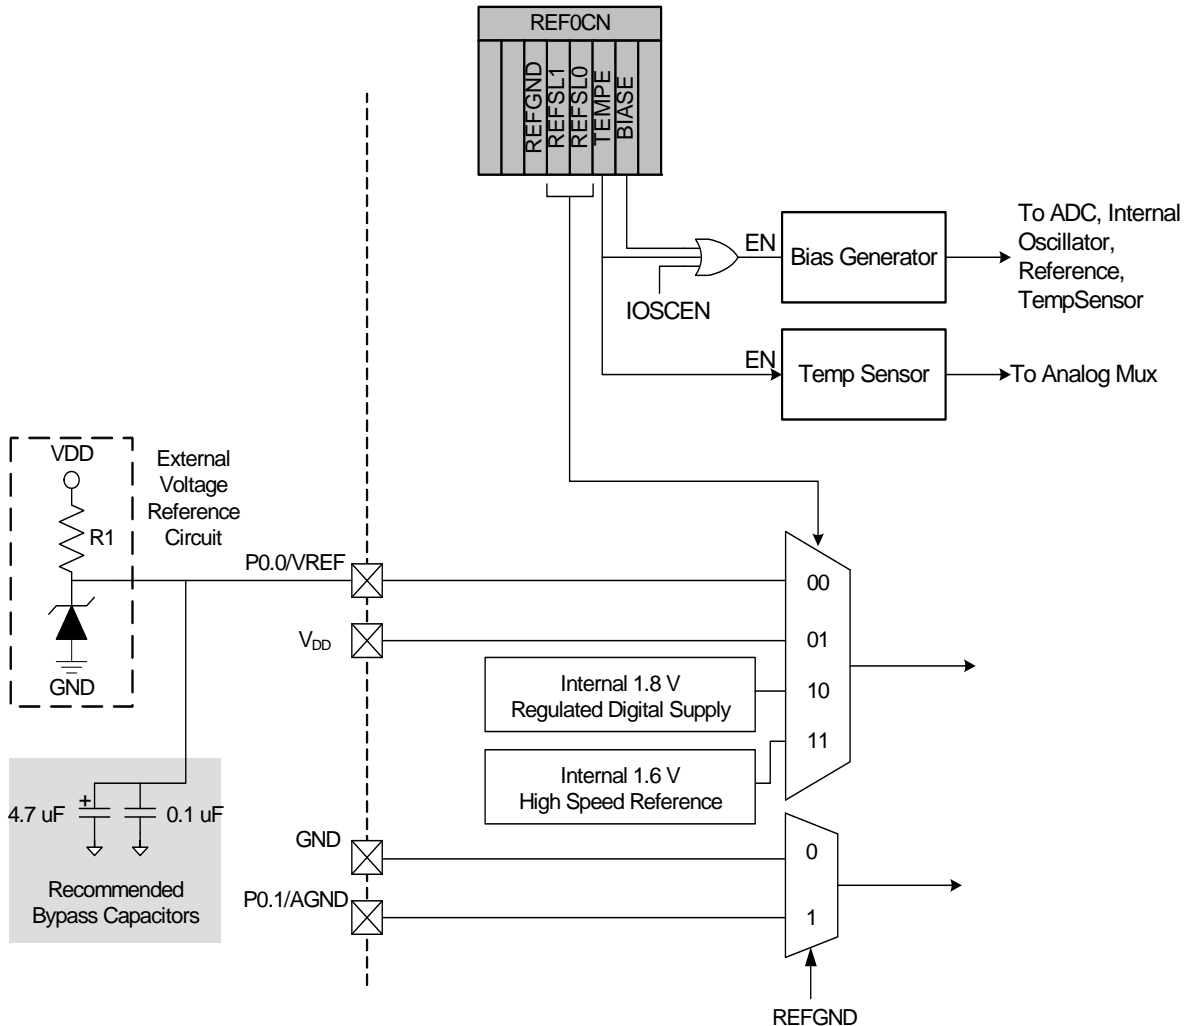 REF0CN
REFGND
REFSL1
REFSL0
TEMPE
BIASE
EN
Bias Generator
To ADC, Internal
Oscillator,
Reference,
TempSensor
IOSCEN
EN
Temp Sensor
To Analog Mux
VDD
R1
GND
External
Voltage
Reference
Circuit
P0.0/VREF
VDD
00
01
10
11
Internal 1.8 V
Regulated Digital Supply
Internal 1.6 V
High Speed Reference
4.7 uF
+
0.1 uF
Recommended
Bypass Capacitors
GND
P0.1/AGND
0
1
REFGND